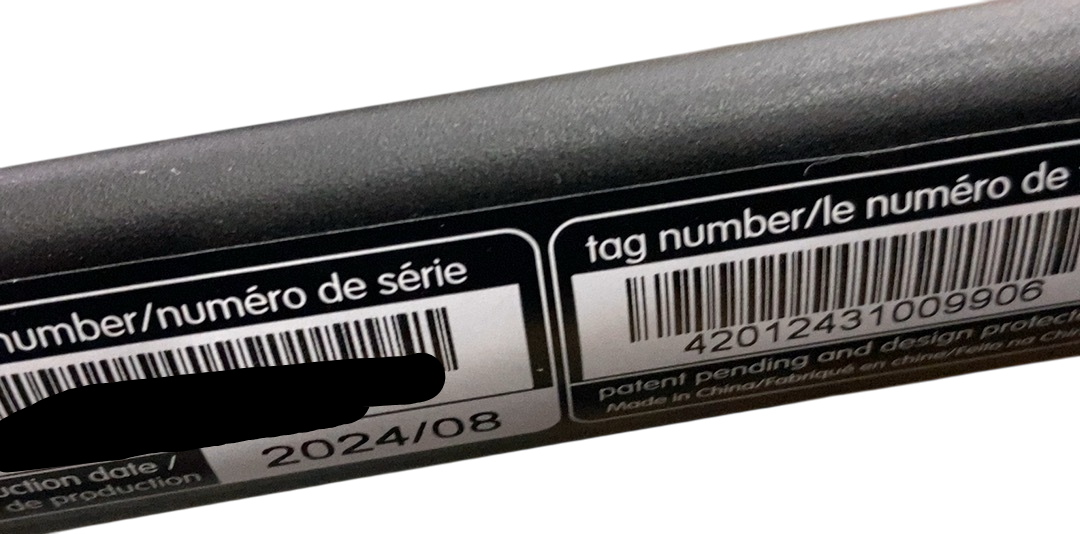 number/numéro de série
2024/08
uction date /
de production
tag number/le numéro de
42012431009906
patent pending and design protecte
Made in China/Fabriqué en chine/Feito na Chi